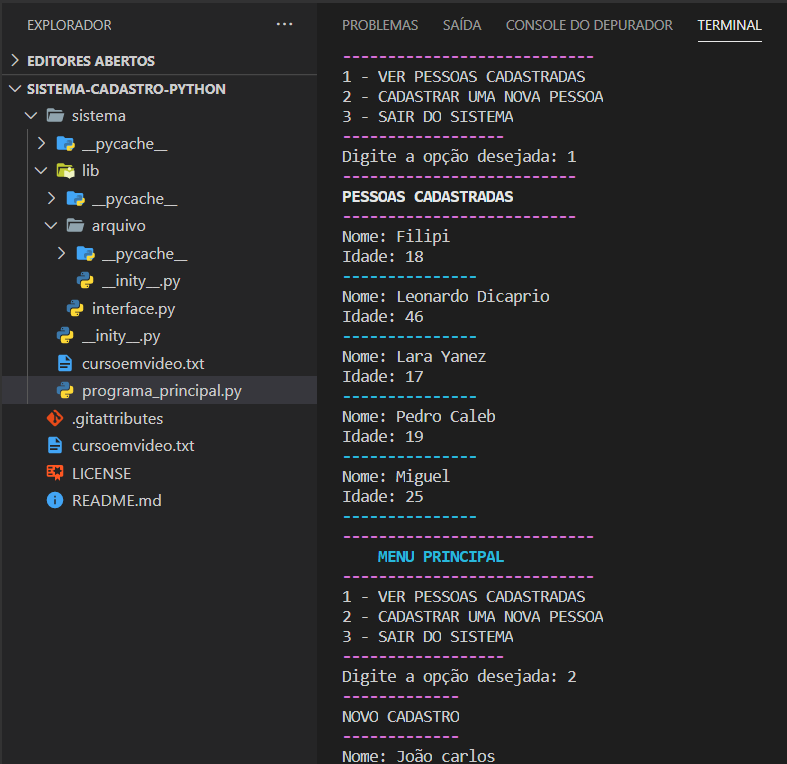 EXPLORADOR
···
EDITORES ABERTOS
SISTEMA-CADASTRO-PYTHON
sistema
__pycache__
lib
__pycache__
arquivo
__pycache__
__inity__.py
interface.py
__inity__.py
cursoemvideo.txt
programa_principal.py
.gitattributes
cursoemvideo.txt
LICENSE
README.md
PROBLEMAS SAÍDA CONSOLE DO DEPURADOR TERMINAL
----------------------------
1 - VER PESSOAS CADASTRADAS
2 - CADASTRAR UMA NOVA PESSOA
3 - SAIR DO SISTEMA
------------------
Digite a opção desejada: 1
--------------------------
PESSOAS CADASTRADAS
--------------------------
Nome: Filipi
Idade: 18
---------------
Nome: Leonardo Dicaprio
Idade: 46
---------------
Nome: Lara Yanez
Idade: 17
---------------
Nome: Pedro Caleb
Idade: 19
---------------
Nome: Miguel
Idade: 25
---------------
----------------------------
MENU PRINCIPAL
----------------------------
1 - VER PESSOAS CADASTRADAS
2 - CADASTRAR UMA NOVA PESSOA
3 - SAIR DO SISTEMA
------------------
Digite a opção desejada: 2
-------------
NOVO CADASTRO
-------------
Nome: João carlos